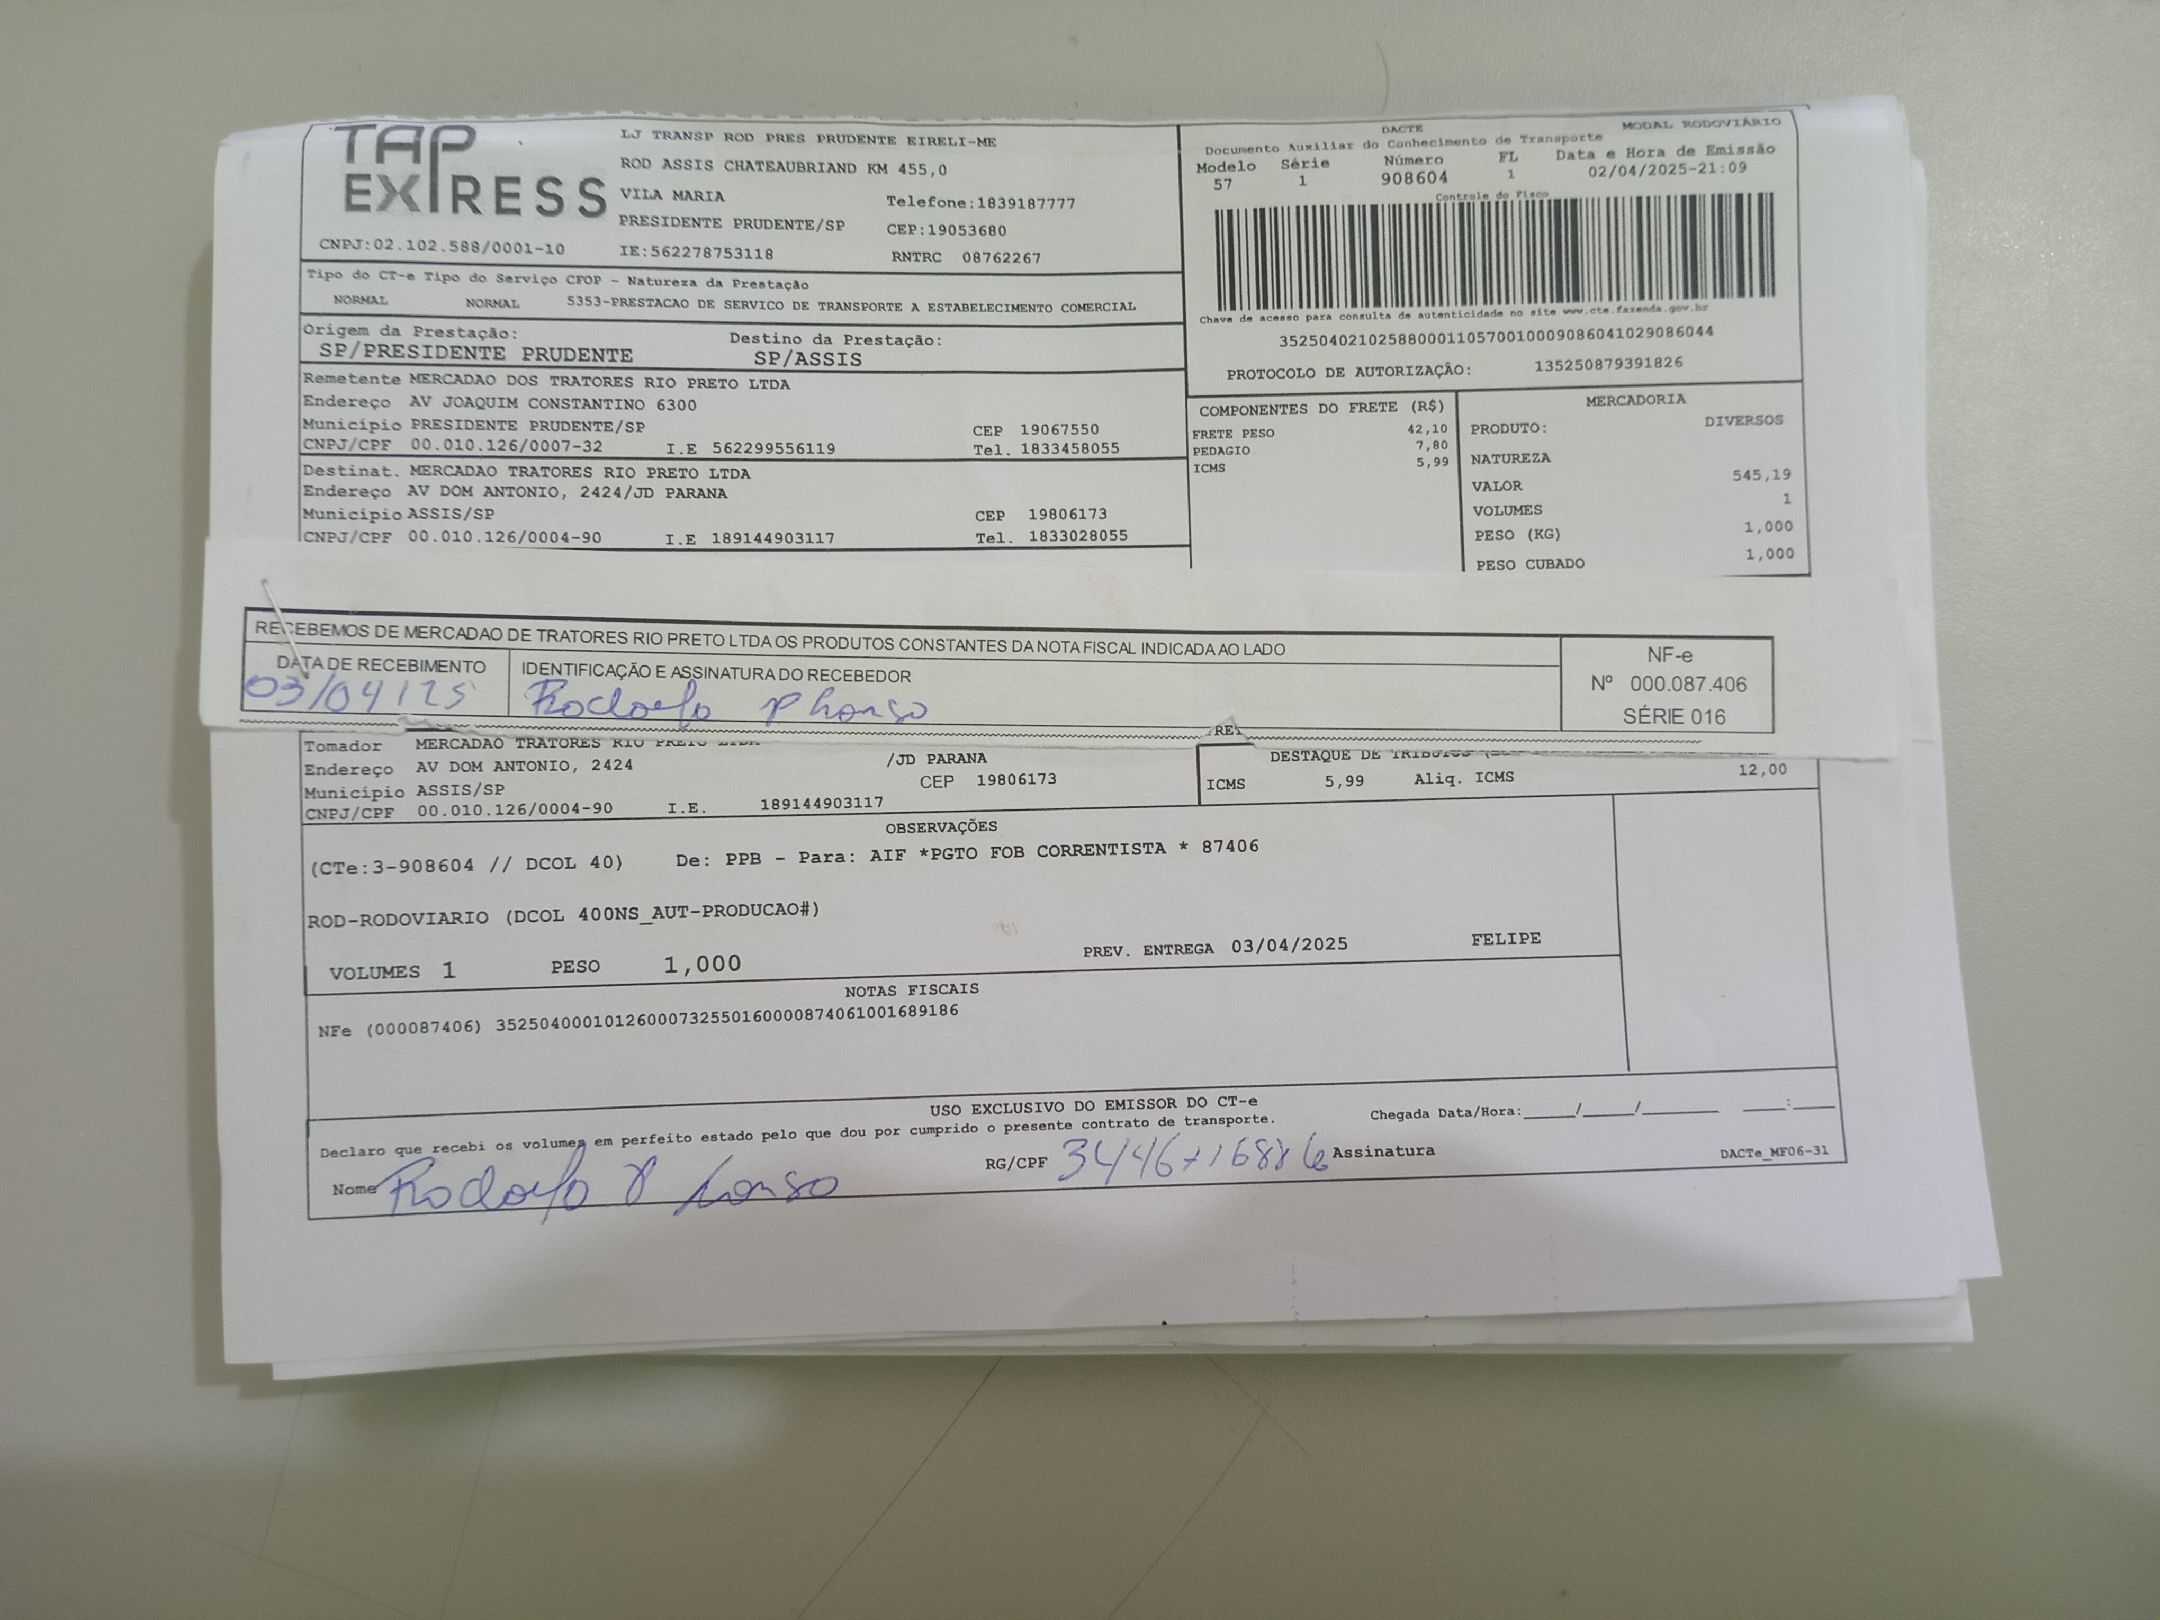 TAP EXPRESS
LJ TRANSP ROD PRES PRUDENTE EIRELI-ME
ROD ASSIS CHATEAUBRIAND KM 455,0
VILA MARIA Telefone:1839187777
PRESIDENTE PRUDENTE/SP CEP:19053680
CNPJ:02.102.588/0001-10 IE:562278753118 RNTRC 08762267
Tipo do CT-e Tipo do Serviço CFOP - Natureza da Prestação
NORMAL NORMAL 5353-PRESTACAO DE SERVICO DE TRANSPORTE A ESTABELECIMENTO COMERCIAL
Origem da Prestação: Destino da Prestação:
SP/PRESIDENTE PRUDENTE SP/ASSIS
Remetente MERCADAO DOS TRATORES RIO PRETO LTDA
Endereço AV JOAQUIM CONSTANTINO 6300
Município PRESIDENTE PRUDENTE/SP CEP 19067550
CNPJ/CPF 00.010.126/0007-32 I.E 562299556119 Tel. 1833458055
Destinat. MERCADAO TRATORES RIO PRETO LTDA
Endereço AV DOM ANTONIO, 2424/JD PARANA
Município ASSIS/SP CEP 19806173
CNPJ/CPF 00.010.126/0004-90 I.E 189144903117 Tel. 1833028055
DACTE MODAL RODOVIÁRIO
Documento Auxiliar do Conhecimento de Transporte
Modelo Série Número FL Data e Hora de Emissão
57 1 908604 1 02/04/2025-21:09
Controle do Fisco
Chave de acesso para consulta de autenticidade no site www.cte.fazenda.gov.br
35250402102588000110570010009086041029086044
PROTOCOLO DE AUTORIZAÇÃO: 135250879391826
COMPONENTES DO FRETE (R$)
FRETE PESO 42,10
PEDAGIO 7,80
ICMS 5,99
MERCADORIA
PRODUTO: DIVERSOS
NATUREZA
VALOR 545,19
VOLUMES 1
PESO (KG) 1,000
PESO CUBADO 1,000
RECEBEMOS DE MERCADAO DE TRATORES RIO PRETO LTDA OS PRODUTOS CONSTANTES DA NOTA FISCAL INDICADA AO LADO
DATA DE RECEBIMENTO IDENTIFICAÇÃO E ASSINATURA DO RECEBEDOR
03/04/25 Rodolfo
NF-e
Nº 000.087.406
SÉRIE 016
Tomador MERCADAO TRATORES RIO PRETO LTDA
Endereço AV DOM ANTONIO, 2424 /JD PARANA
Município ASSIS/SP CEP 19806173
CNPJ/CPF 00.010.126/0004-90 I.E. 189144903117
DESTAQUE DE TRIBUTOS
ICMS 5,99 Aliq. ICMS 12,00
OBSERVAÇÕES
(CTe:3-908604 // DCOL 40) De: PPB - Para: AIF *PGTO FOB CORRENTISTA * 87406
ROD-RODOVIARIO (DCOL 400NS_AUT-PRODUCAO#)
VOLUMES 1 PESO 1,000 PREV. ENTREGA 03/04/2025 FELIPE
NOTAS FISCAIS
NFe (000087406) 35250400010126000732550160000874061001689186
USO EXCLUSIVO DO EMISSOR DO CT-e
Declaro que recebi os volumes em perfeito estado pelo que dou por cumprido o presente contrato de transporte. Chegada Data/Hora:____/____/______ ___:___
Nome Rodolfo RG/CPF Assinatura DACTe_MF06-31